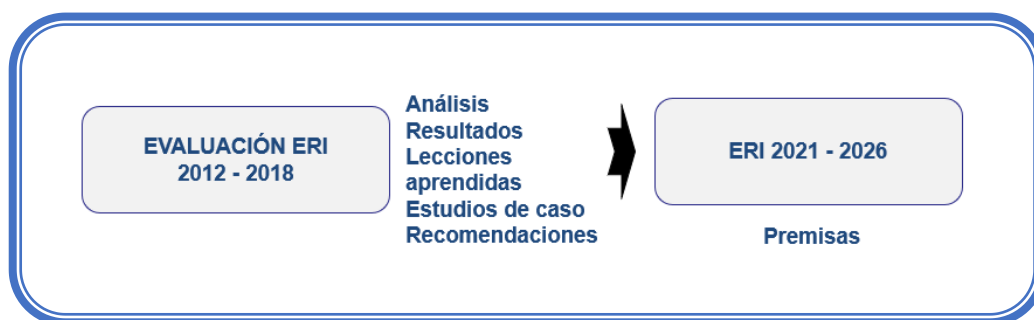 EVALUACIÓN ERI
2012 - 2018
Análisis
Resultados
Lecciones
aprendidas
Estudios de caso
Recomendaciones
ERI 2021 - 2026
Premisas